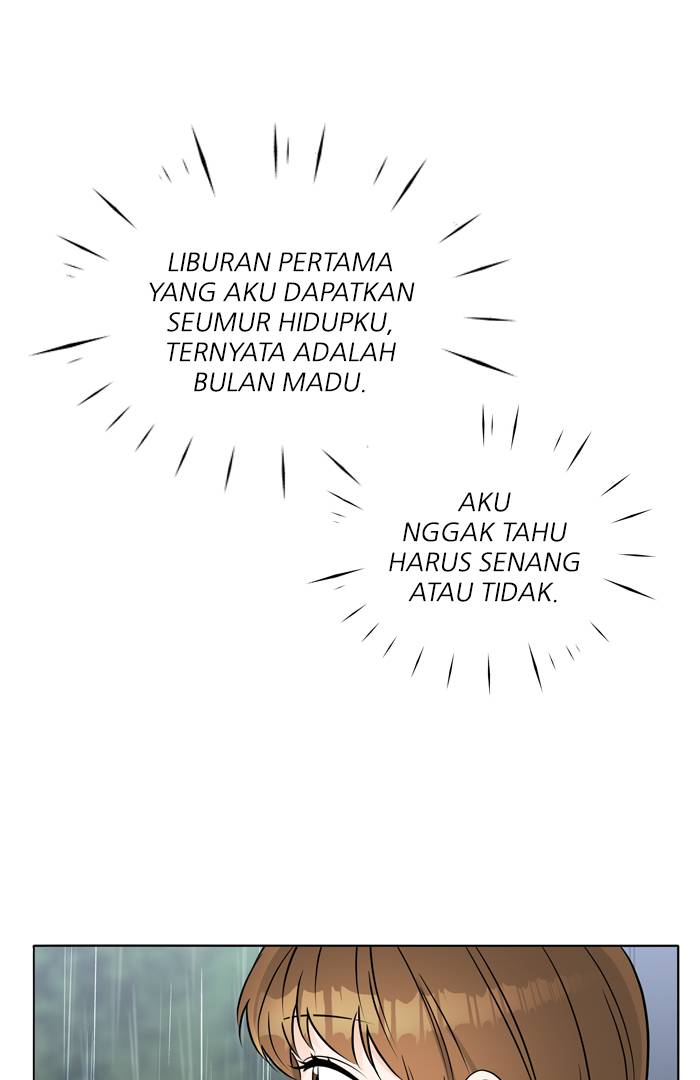 LIBURAN PERTAMA
YANG AKU DAPATKAN
SEUMUR HIDUPKU,
TERNYATA ADALAH
BULAN MADU.
AKU
NGGAK TAHU
HARUS SENANG
ATAU TIDAK.